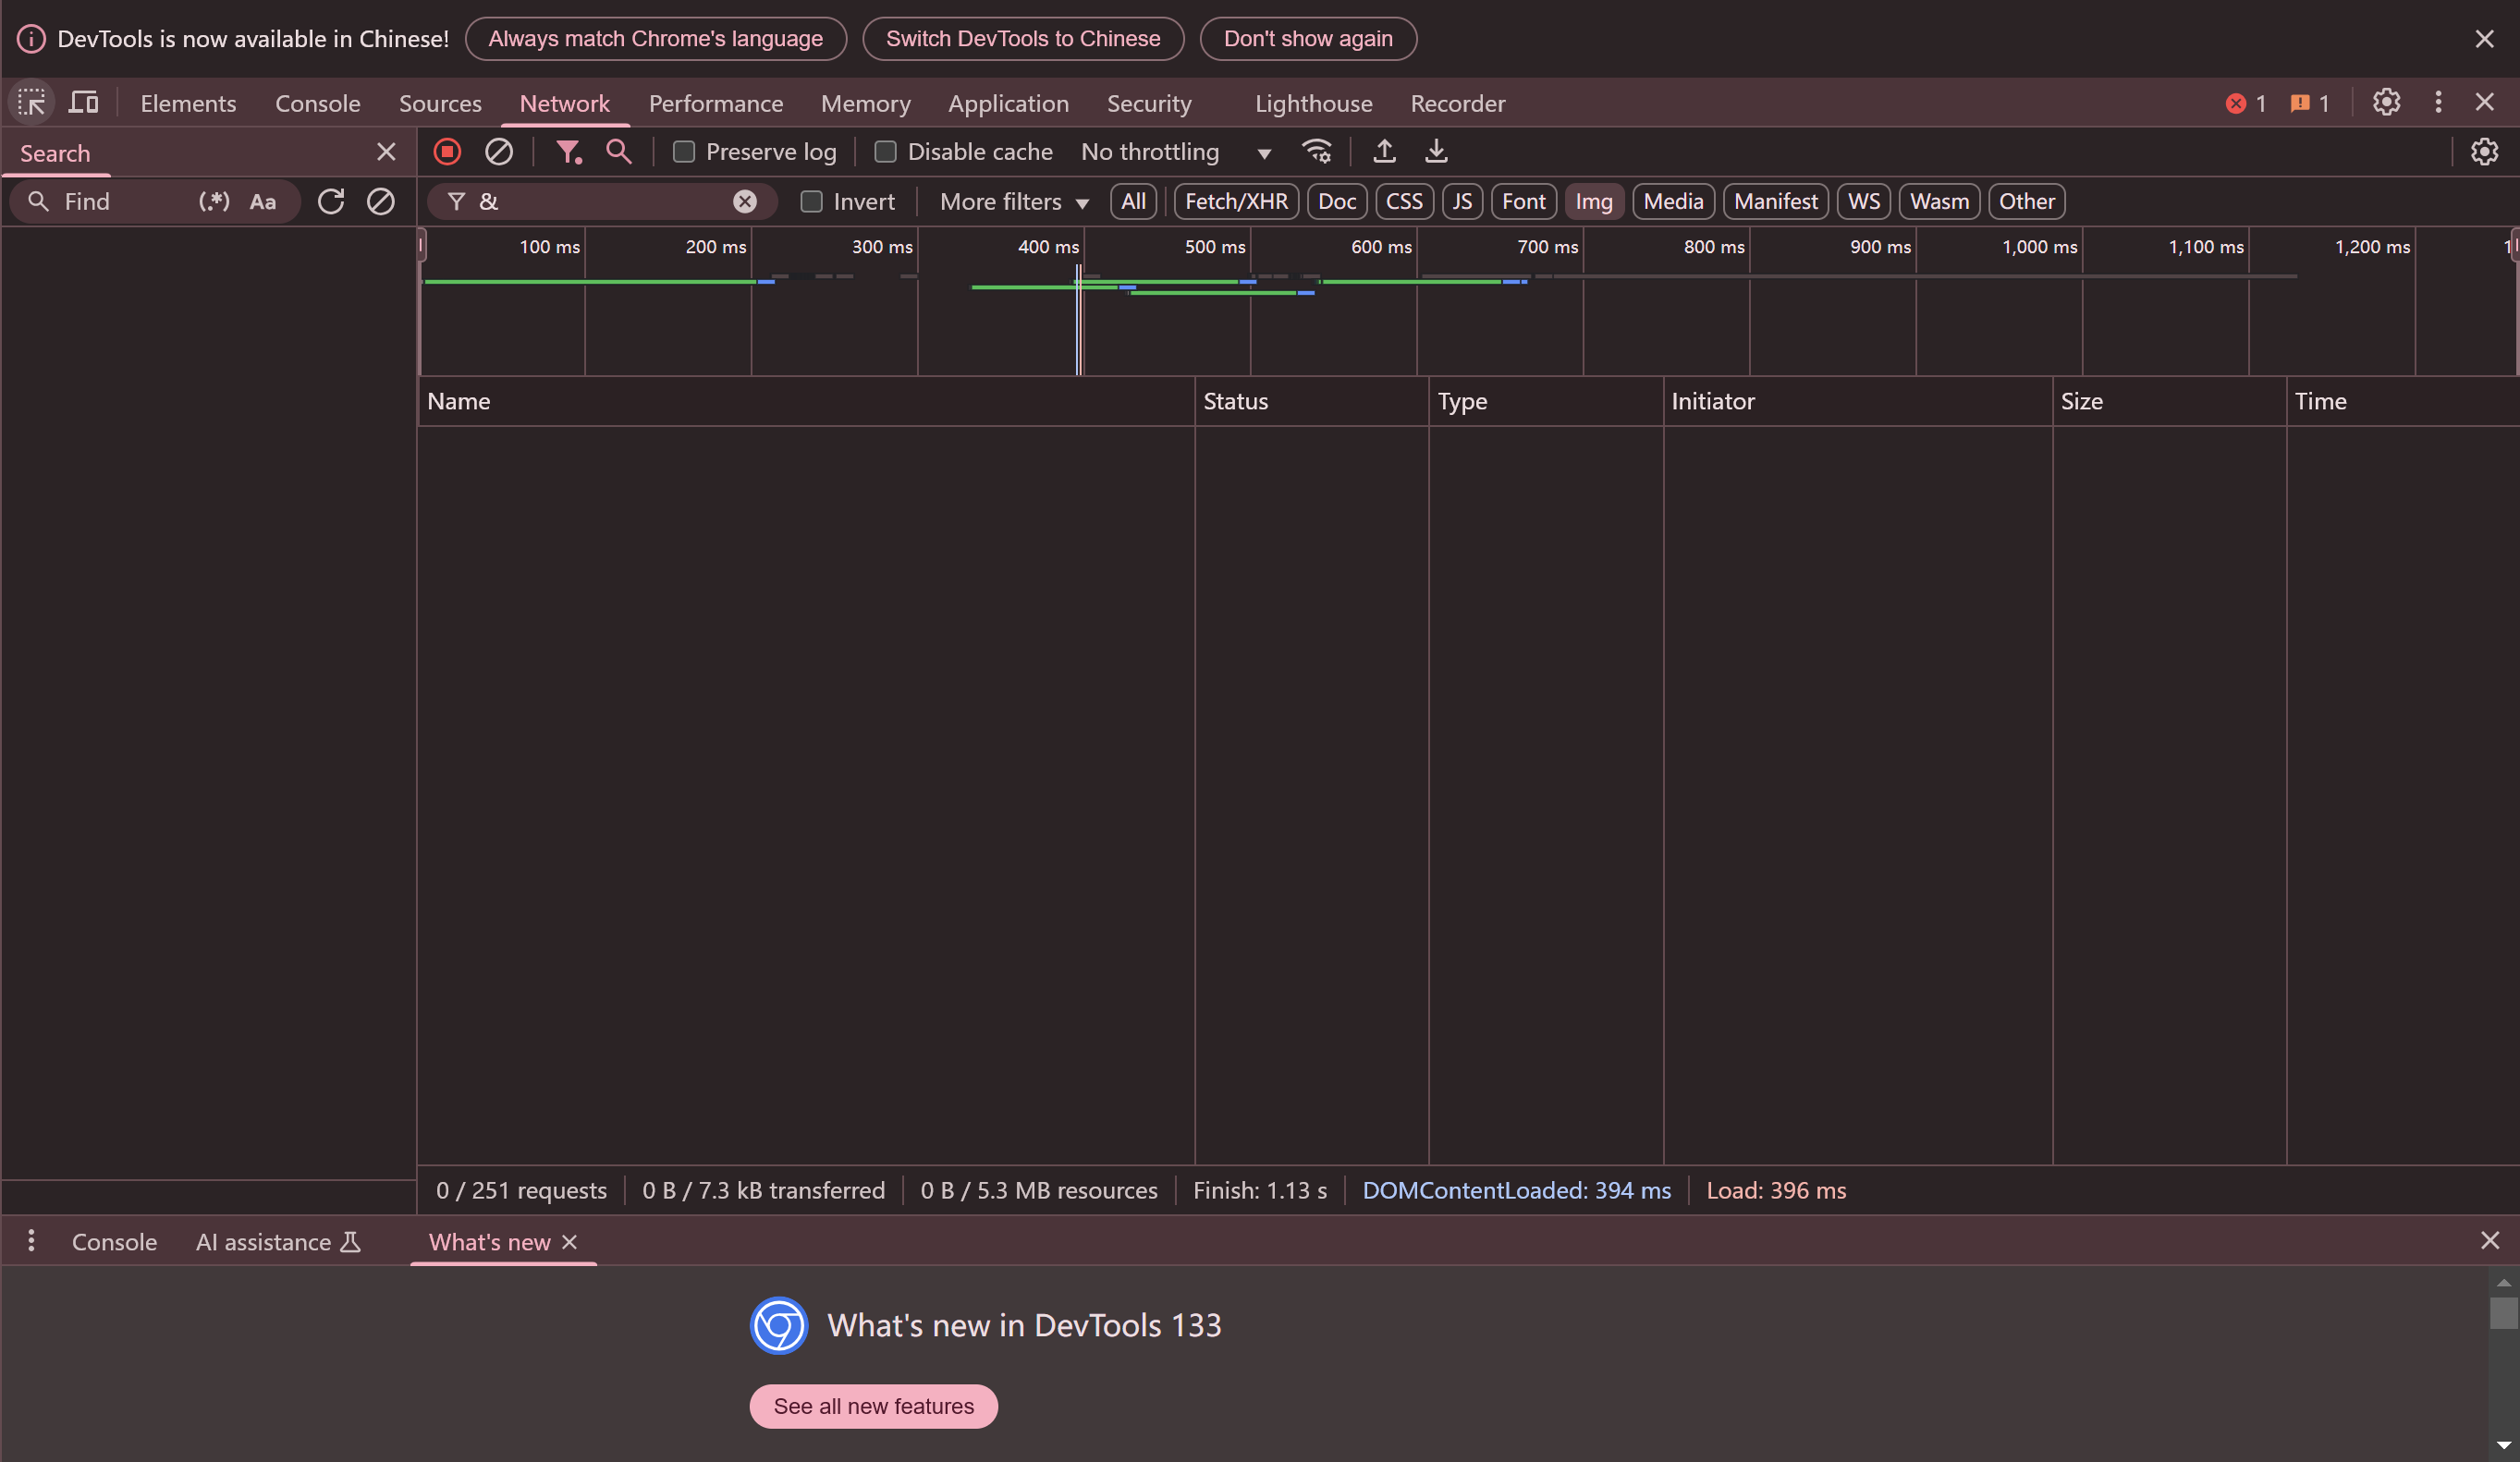 DevTools is now available in Chinese! Always match Chrome's language Switch DevTools to Chinese Don't show again
Elements Console Sources Network Performance Memory Application Security Lighthouse Recorder 1 1
Search
Preserve log Disable cache No throttling
Find (.*) Aa
& Invert More filters All Fetch/XHR Doc CSS JS Font Img Media Manifest WS Wasm Other
100 ms 200 ms 300 ms 400 ms 500 ms 600 ms 700 ms 800 ms 900 ms 1,000 ms 1,100 ms 1,200 ms
Name Status Type Initiator Size Time
0 / 251 requests 0 B / 7.3 kB transferred 0 B / 5.3 MB resources Finish: 1.13 s DOMContentLoaded: 394 ms Load: 396 ms
Console AI assistance What's new
What's new in DevTools 133
See all new features